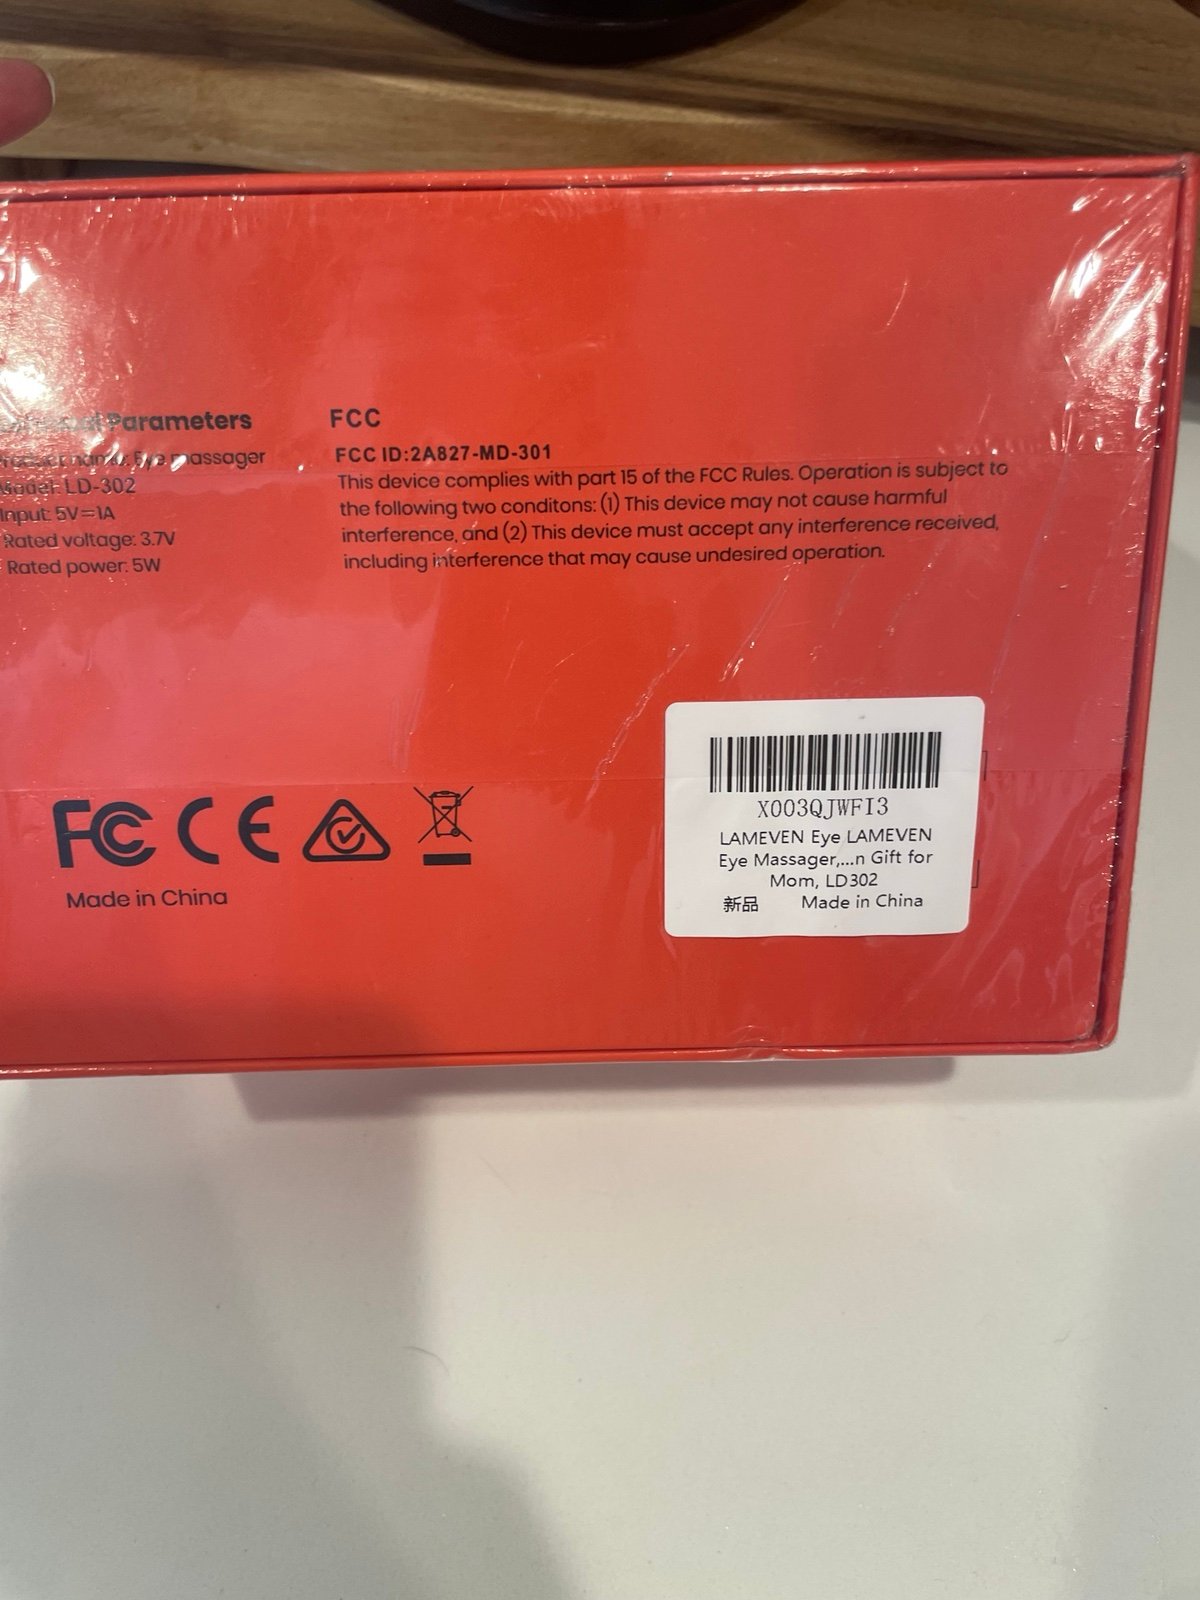 Parameters
Product name: Eye massager
Model: LD-302
Input: 5V=1A
Rated voltage: 3.7V
Rated power: 5W
FCC
FCC ID:2A827-MD-301
This device complies with part 15 of the FCC Rules. Operation is subject to
the following two conditons: (1) This device may not cause harmful
interference, and (2) This device must accept any interference received,
including interference that may cause undesired operation.
FC CE
Made in China
X003QJWFI3
LAMEVEN Eye LAMEVEN
Eye Massager,...n Gift for
Mom, LD302
新品 Made in China